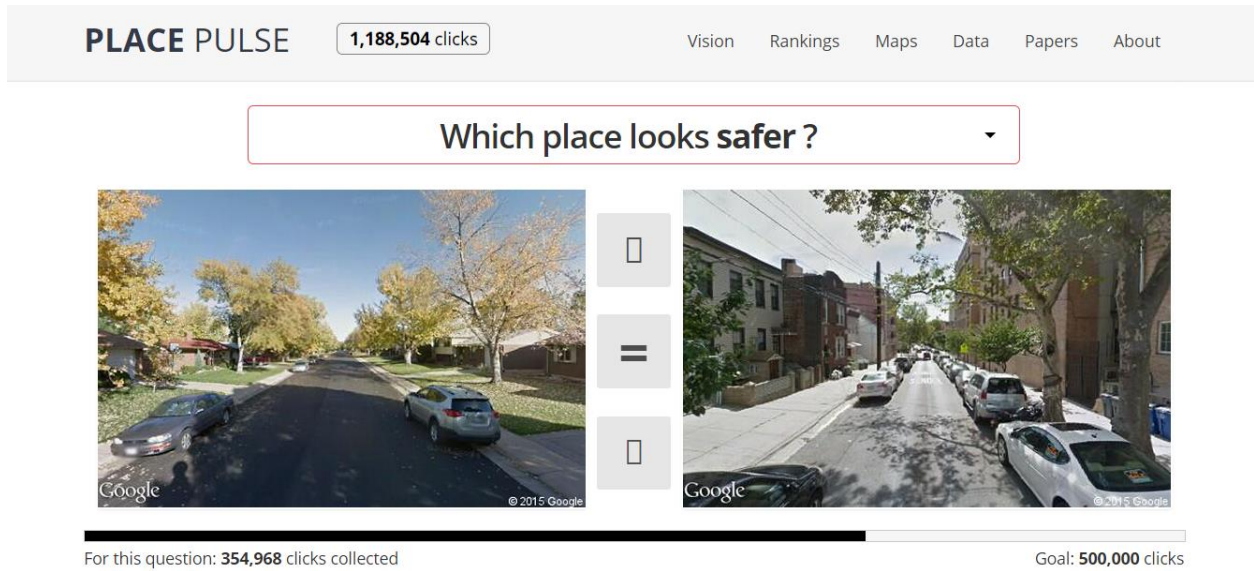 PLACE PULSE
1,188,504 clicks
Vision Rankings Maps Data Papers About
Which place looks safer ?
=
Google
© 2015 Google
Google
© 2015 Google
For this question: 354,968 clicks collected
Goal: 500,000 clicks